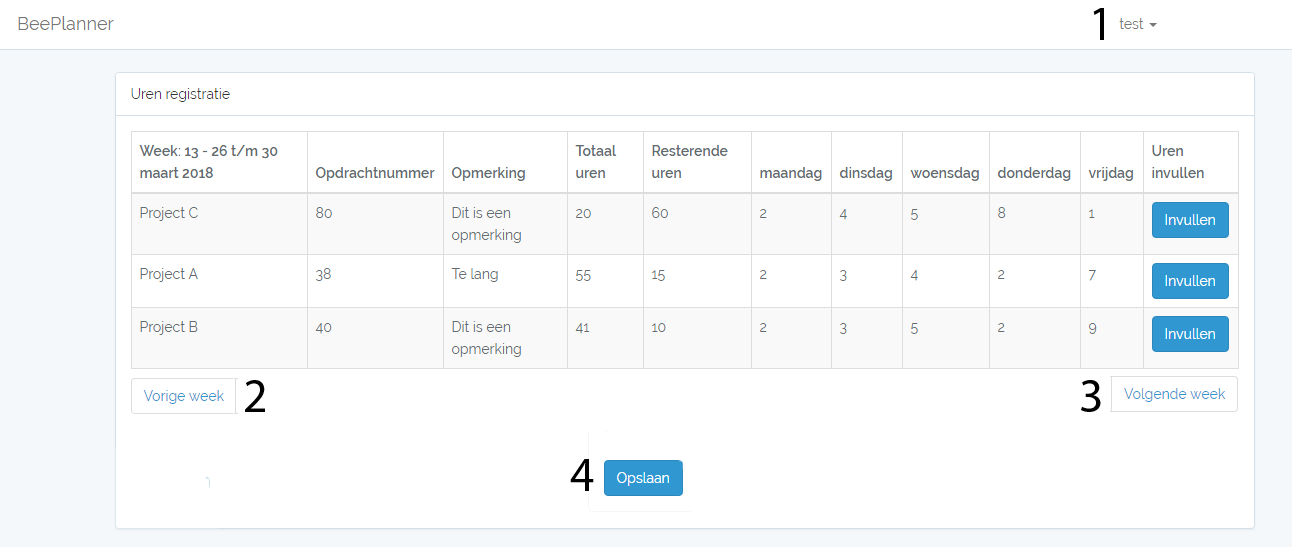 BeePlanner
1 test
Uren registratie
Week: 13 - 26 t/m 30 maart 2018 Opdrachtnummer Opmerking Totaal uren Resterende uren maandag dinsdag woensdag donderdag vrijdag Uren invullen
Project C 80 Dit is een opmerking 20 60 2 4 5 8 1 Invullen
Project A 38 Te lang 55 15 2 3 4 2 7 Invullen
Project B 40 Dit is een opmerking 41 10 2 3 5 2 9 Invullen
Vorige week 2 3 Volgende week
4 Opslaan